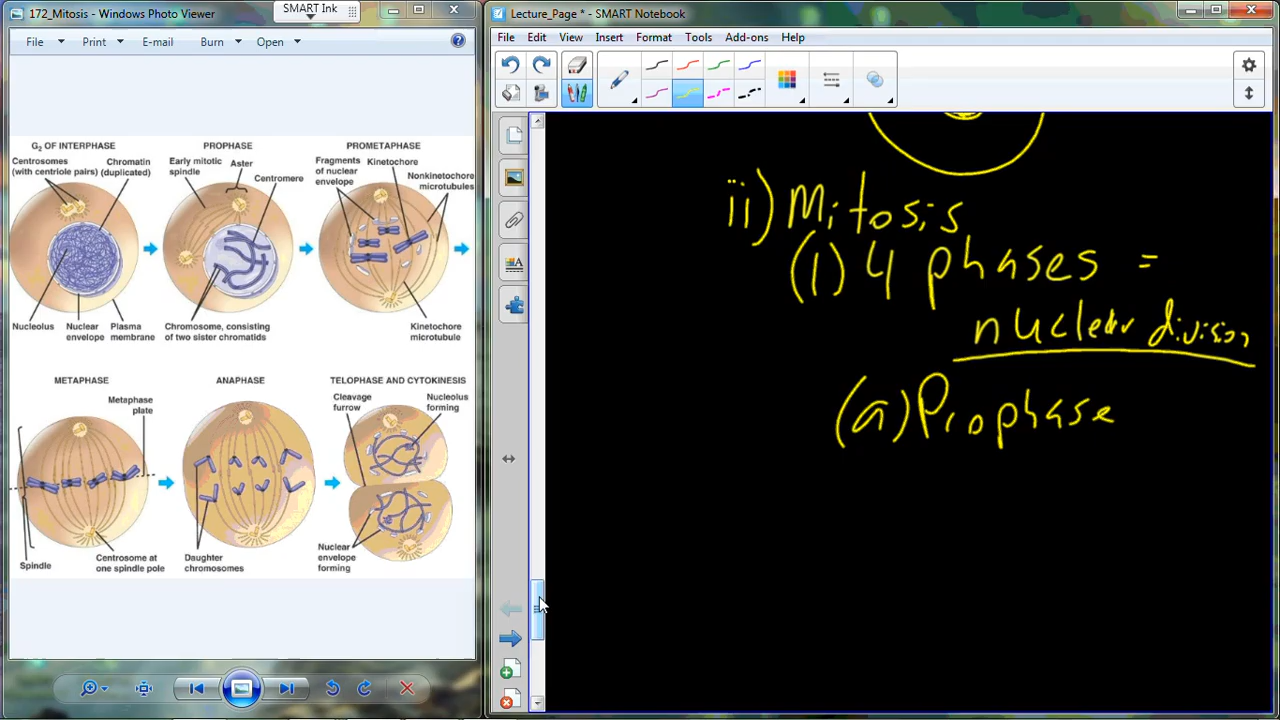 172_Mitosis - Windows Photo Viewer
SMART Ink
File Print E-mail Burn Open
G2 OF INTERPHASE
PROPHASE
PROMETAPHASE
Centrosomes
(with centriole pairs)
Chromatin
(duplicated)
Early mitotic
spindle
Aster
Centromere
Fragments
of nuclear
envelope
Kinetochore
Nonkinetochore
microtubules
Nucleolus
Nuclear
envelope
Plasma
membrane
Chromosome, consisting
of two sister chromatids
Kinetochore
microtubule
METAPHASE
ANAPHASE
TELOPHASE AND CYTOKINESIS
Metaphase
plate
Cleavage
furrow
Nucleolus
forming
Spindle
Centrosome at
one spindle pole
Daughter
chromosomes
Nuclear
envelope
forming
Lecture_Page * - SMART Notebook
File Edit View Insert Format Tools Add-ons Help
ii) Mitosis
(1) 4 phases =
nuclear division
(a) Prophase